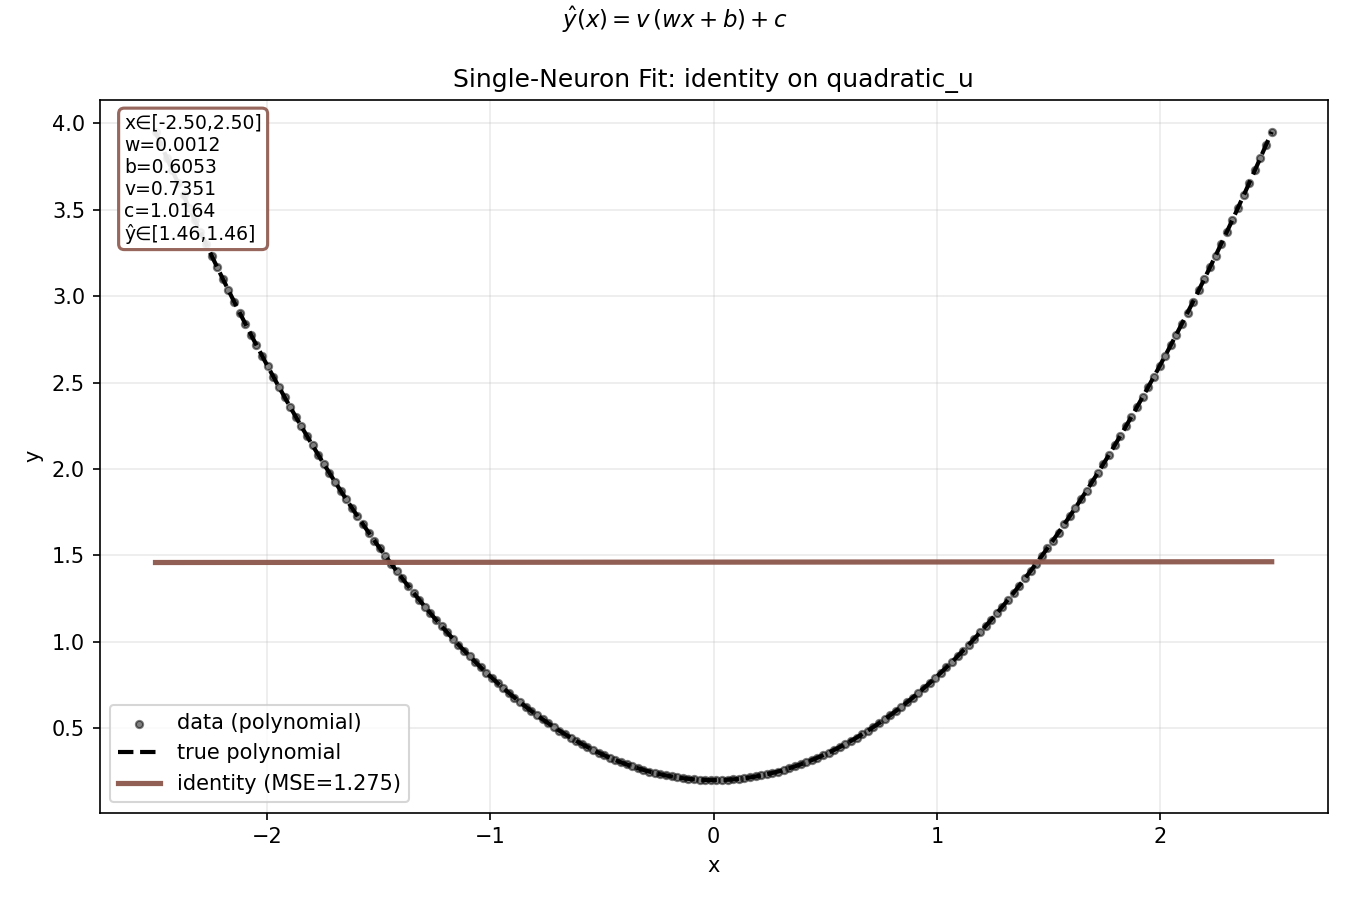 ŷ(x) = v (wx + b) + c
Single-Neuron Fit: identity on quadratic_u
x∈[-2.50,2.50]
w=0.0012
b=0.6053
v=0.7351
c=1.0164
ŷ∈[1.46,1.46]
4.0
3.5
3.0
2.5
2.0
1.5
1.0
0.5
y
data (polynomial)
true polynomial
identity (MSE=1.275)
−2 −1 0 1 2
x